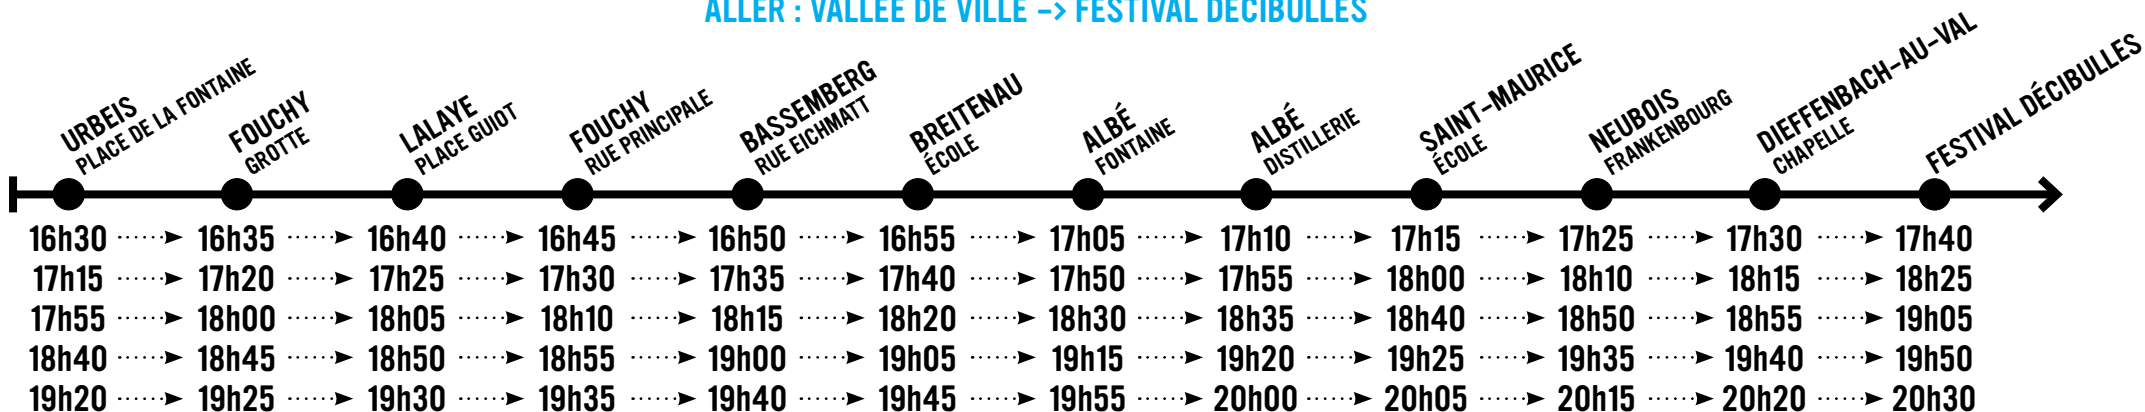 ALLER : VALLÉE DE VILLÉ –> FESTIVAL DÉCIBULLES
URBEIS
PLACE DE LA FONTAINE
FOUCHY
GROTTE
LALAYE
PLACE GUIOT
FOUCHY
RUE PRINCIPALE
BASSEMBERG
RUE EICHMATT
BREITENAU
ÉCOLE
ALBÉ
FONTAINE
ALBÉ
DISTILLERIE
SAINT-MAURICE
ÉCOLE
NEUBOIS
FRANKENBOURG
DIEFFENBACH-AU-VAL
CHAPELLE
FESTIVAL DÉCIBULLES
16h30 16h35 16h40 16h45 16h50 16h55 17h05 17h10 17h15 17h25 17h30 17h40
17h15 17h20 17h25 17h30 17h35 17h40 17h50 17h55 18h00 18h10 18h15 18h25
17h55 18h00 18h05 18h10 18h15 18h20 18h30 18h35 18h40 18h50 18h55 19h05
18h40 18h45 18h50 18h55 19h00 19h05 19h15 19h20 19h25 19h35 19h40 19h50
19h20 19h25 19h30 19h35 19h40 19h45 19h55 20h00 20h05 20h15 20h20 20h30